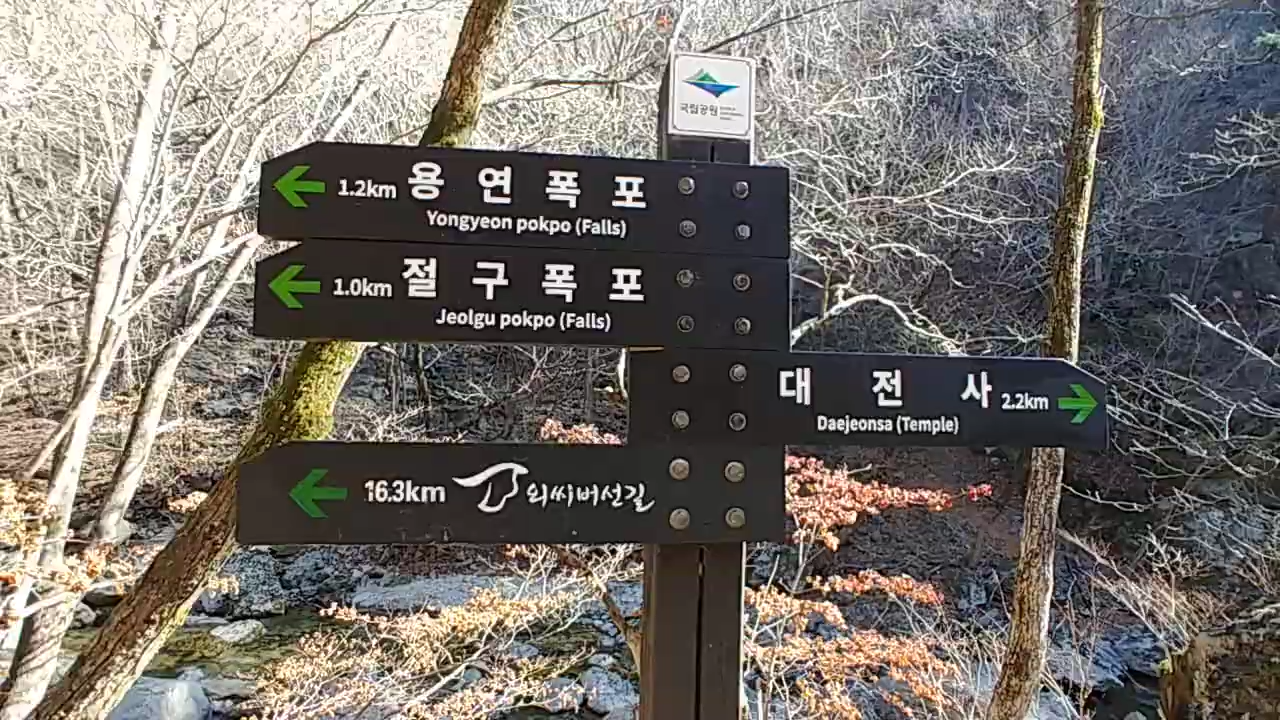 국립공원
1.2km 용연폭포
Yongyeon pokpo (Falls)
1.0km 절구폭포
Jeolgu pokpo (Falls)
대전사 2.2km
Daejeonsa (Temple)
16.3km 외씨버선길